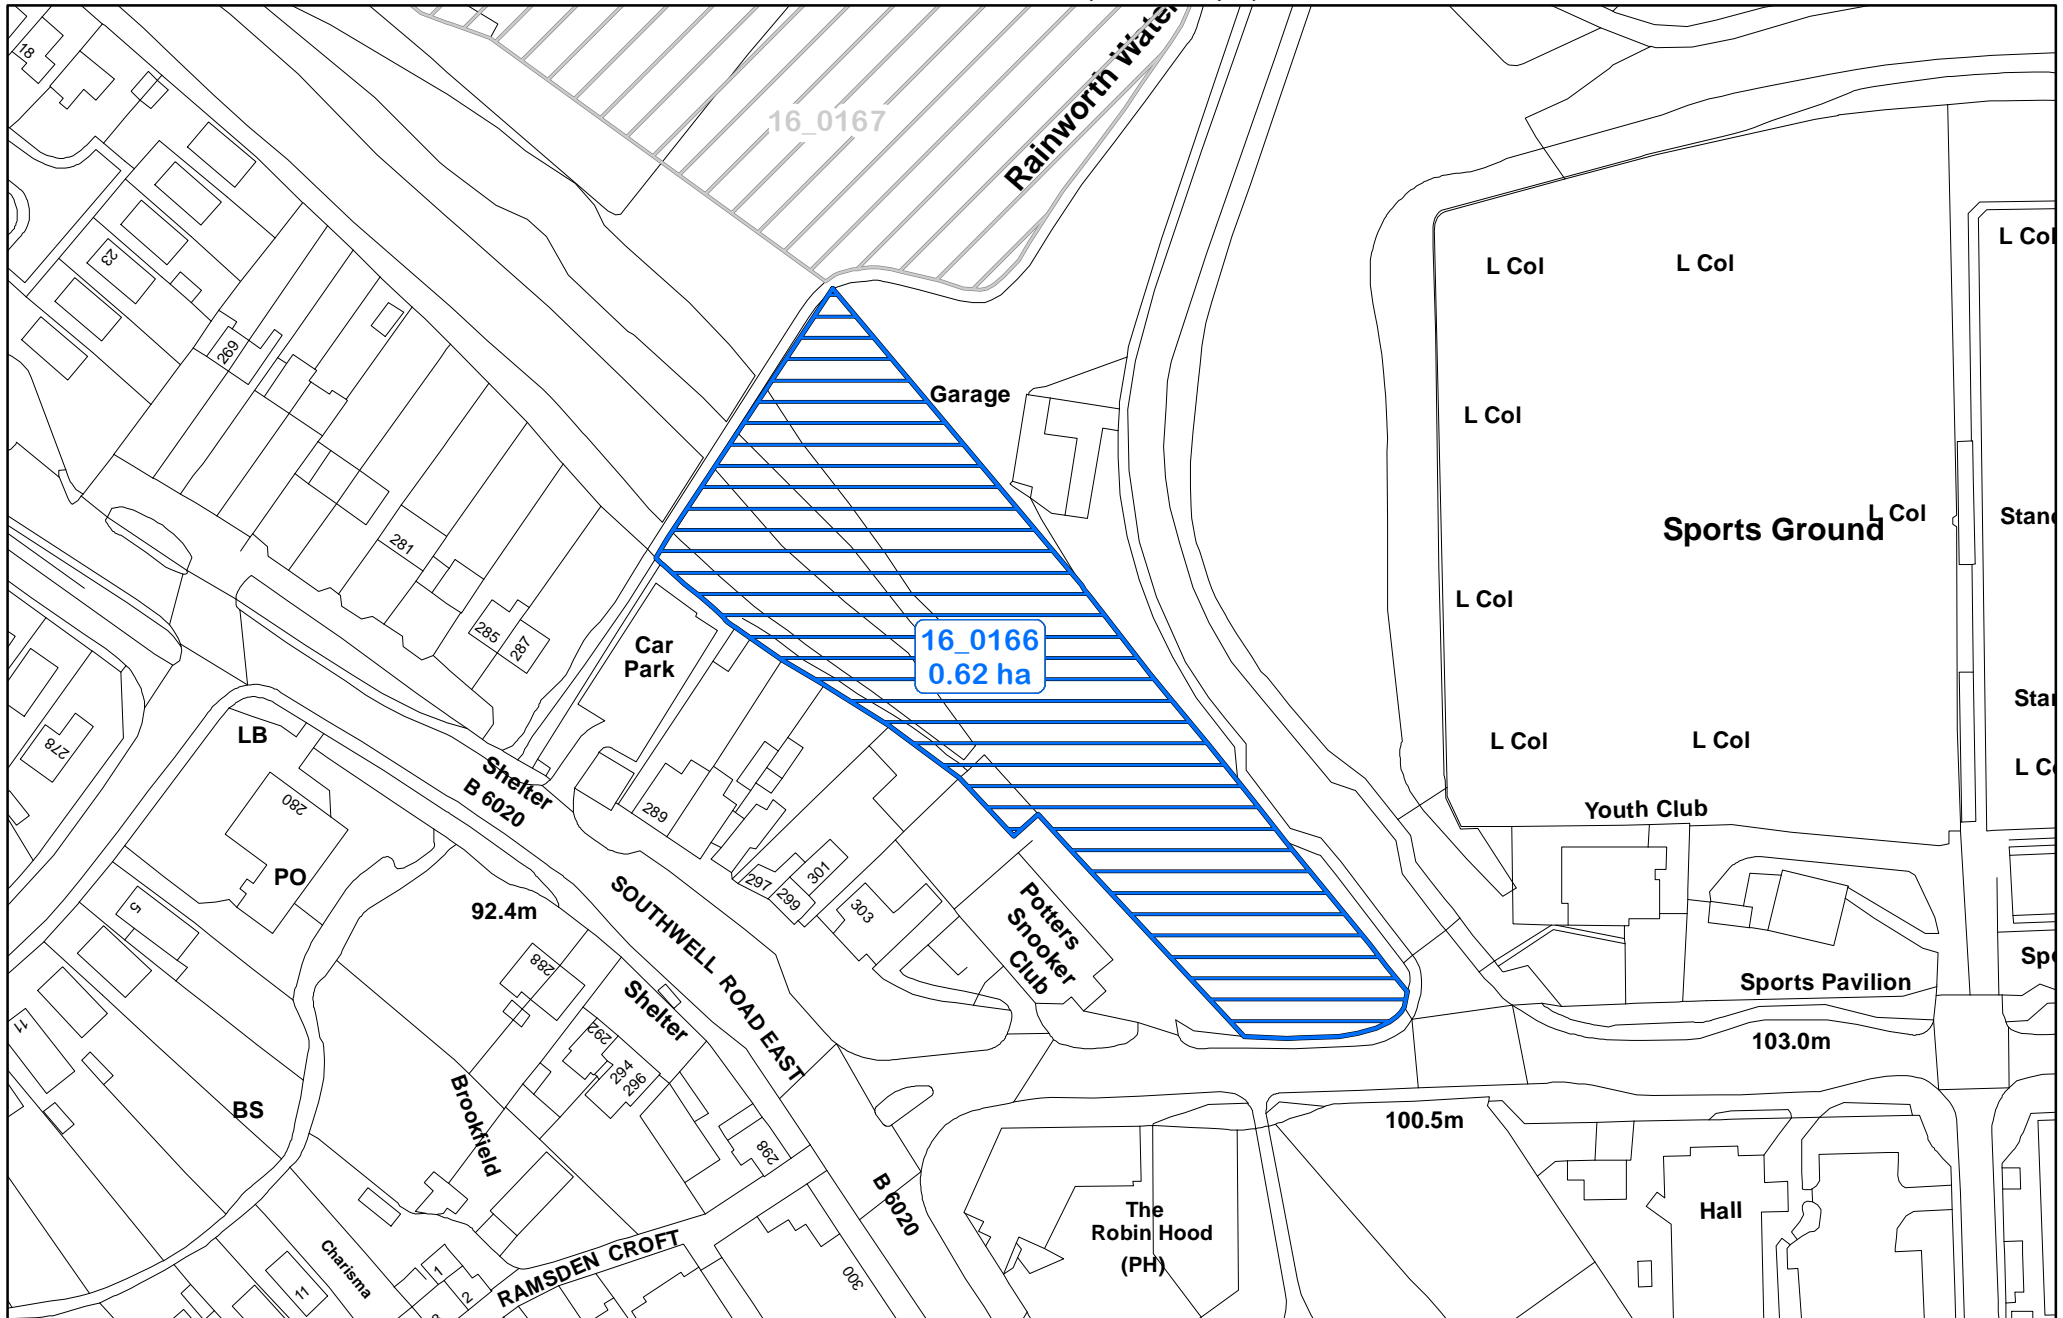 18
16_0167
Rainworth Water
23
269
Garage
L Col
L Col
L Col
L Col
L Col
Sports Ground
L Col
281
285
287
Car
Park
16_0166
0.62 ha
278
LB
Shelter
B 6020
280
289
PO
5
92.4m
SOUTHWELL ROAD EAST
297
299
301
303
Potters
Snooker
Club
L Col
L Col
Youth Club
Sports Pavilion
103.0m
100.5m
11
BS
288
Shelter
292
294
296
298
Brookfield
Charisma
RAMSDEN CROFT
1
2
11
300
B 6020
The
Robin Hood
(PH)
Hall